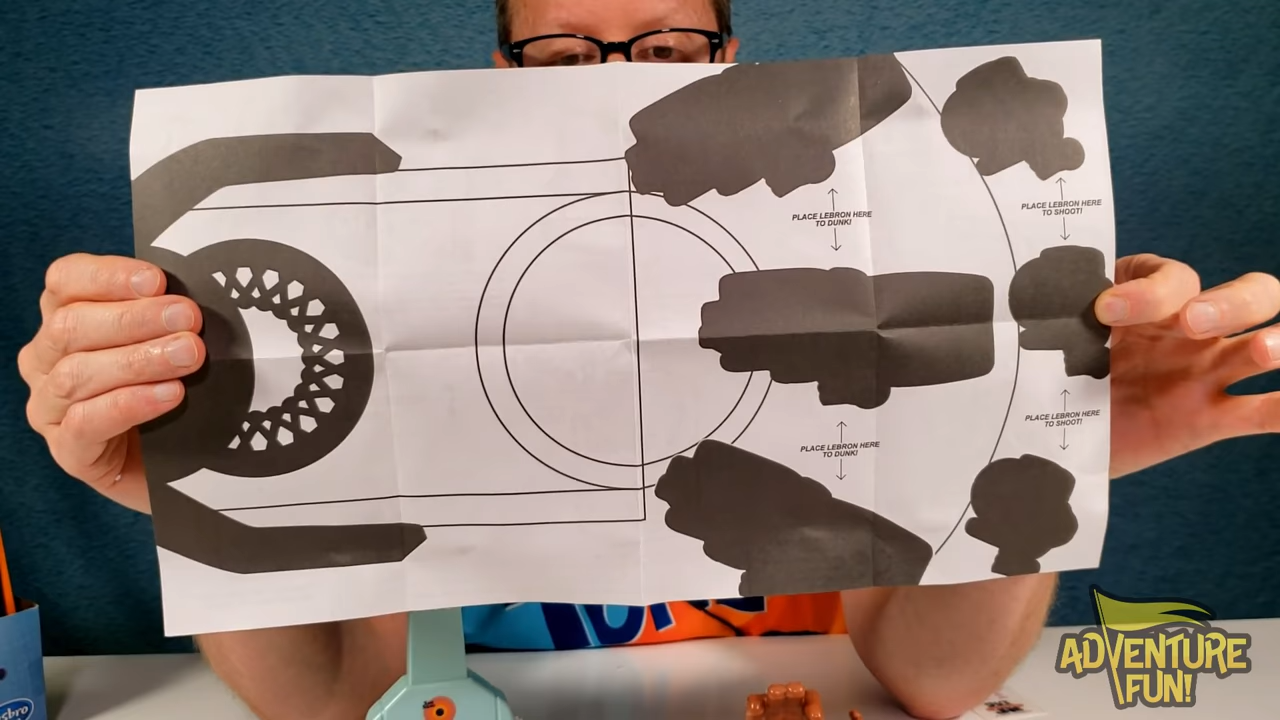 PLACE LEBRON HERE
TO DUNK!
PLACE LEBRON HERE
TO SHOOT!
PLACE LEBRON HERE
TO DUNK!
PLACE LEBRON HERE
TO SHOOT!
ADVENTURE
FUN!